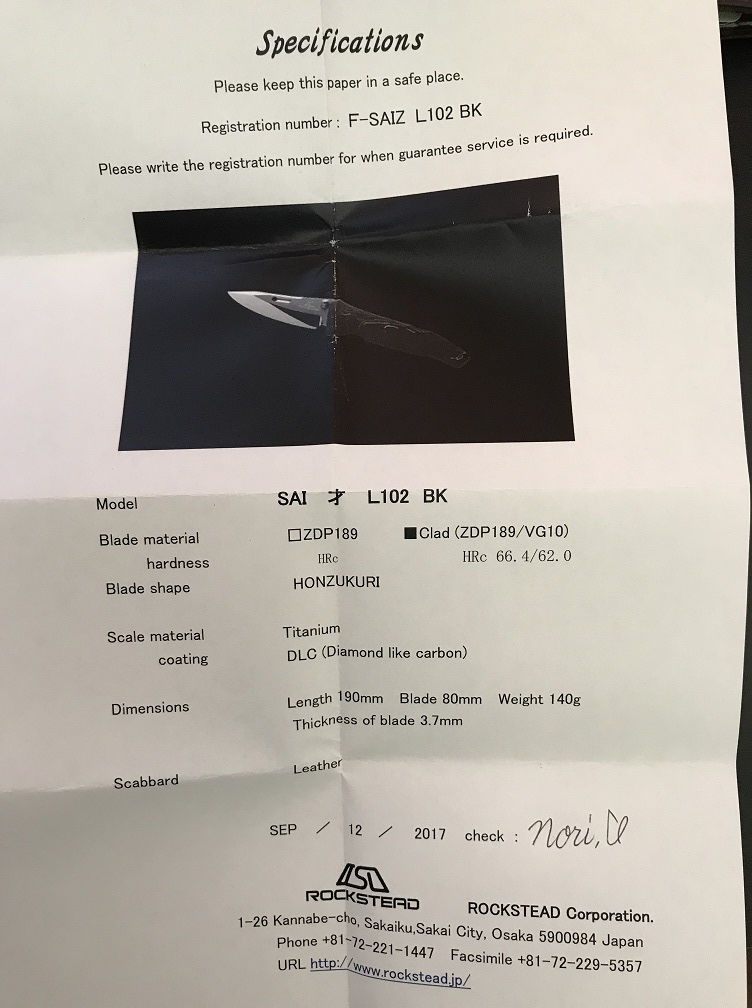 Specifications
Please keep this paper in a safe place.
Registration number : F-SAIZ L102 BK
Please write the registration number for when guarantee service is required.
Model SAI 才 L102 BK
Blade material □ZDP189 ■Clad (ZDP189/VG10)
hardness HRc HRc 66.4/62.0
Blade shape HONZUKURI
Scale material Titanium
coating DLC (Diamond like carbon)
Dimensions Length 190mm Blade 80mm Weight 140g
Thickness of blade 3.7mm
Scabbard Leather
SEP / 12 / 2017 check :
ROCKSTEAD
ROCKSTEAD Corporation.
1-26 Kannabe-cho, Sakaiku,Sakai City, Osaka 5900984 Japan
Phone +81-72-221-1447 Facsimile +81-72-229-5357
URL http://www.rockstead.jp/